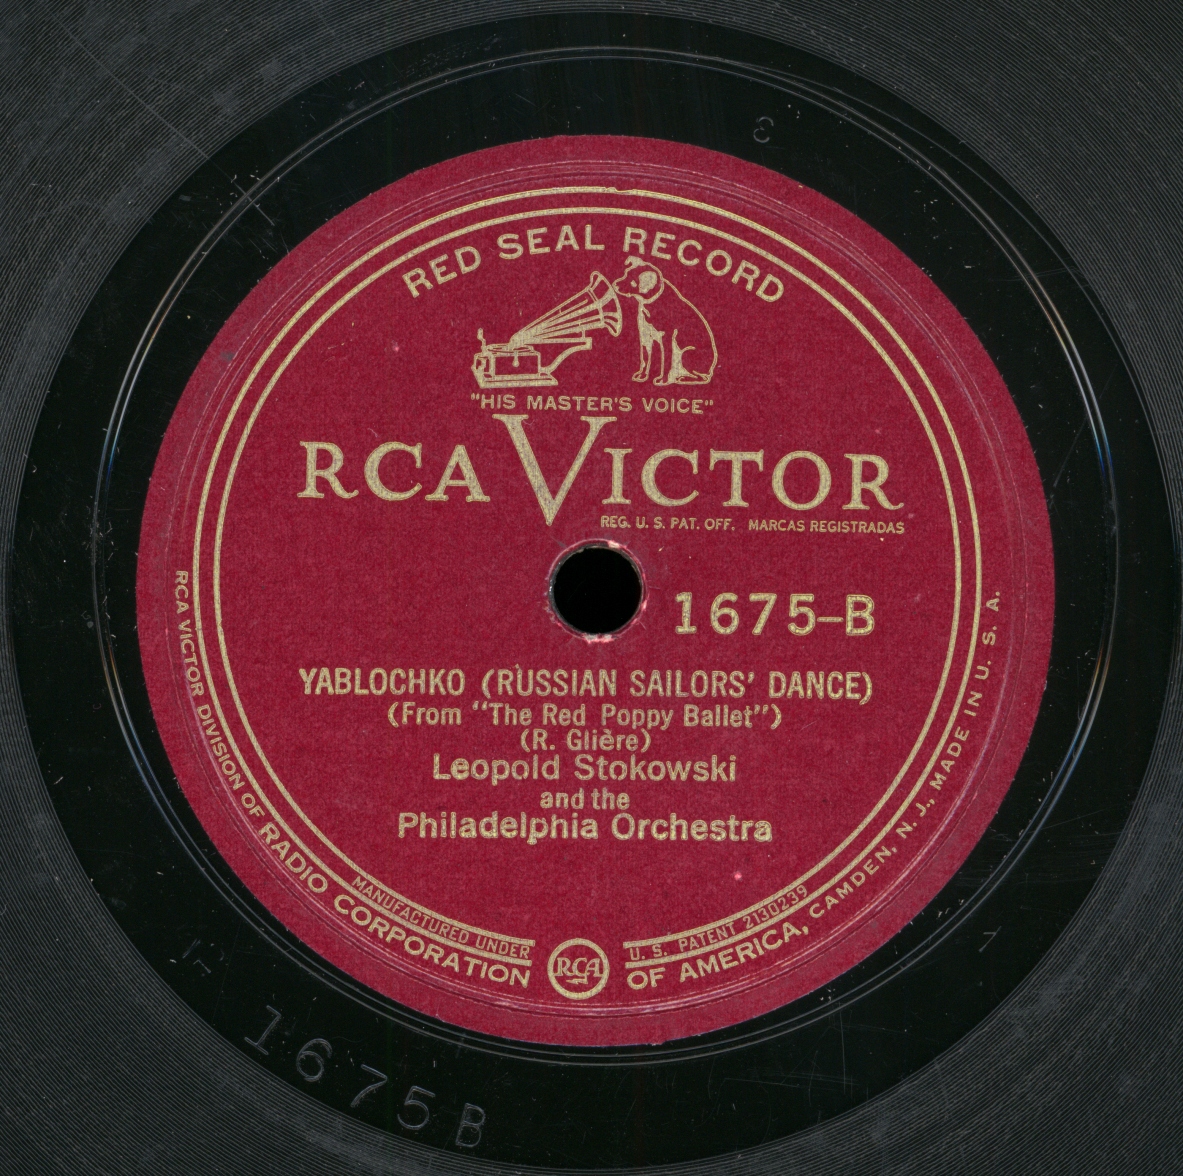 RED SEAL RECORD
"HIS MASTER'S VOICE"
RCA VICTOR
REG. U. S. PAT. OFF. MARCAS REGISTRADAS
1675–B
YABLOCHKO (RUSSIAN SAILORS' DANCE)
(From "The Red Poppy Ballet")
(R. Glière)
Leopold Stokowski
and the
Philadelphia Orchestra
MANUFACTURED UNDER U. S. PATENT 2130239
RCA VICTOR DIVISION OF RADIO CORPORATION OF AMERICA, CAMDEN, N. J., MADE IN U. S. A.
RCA
1675B